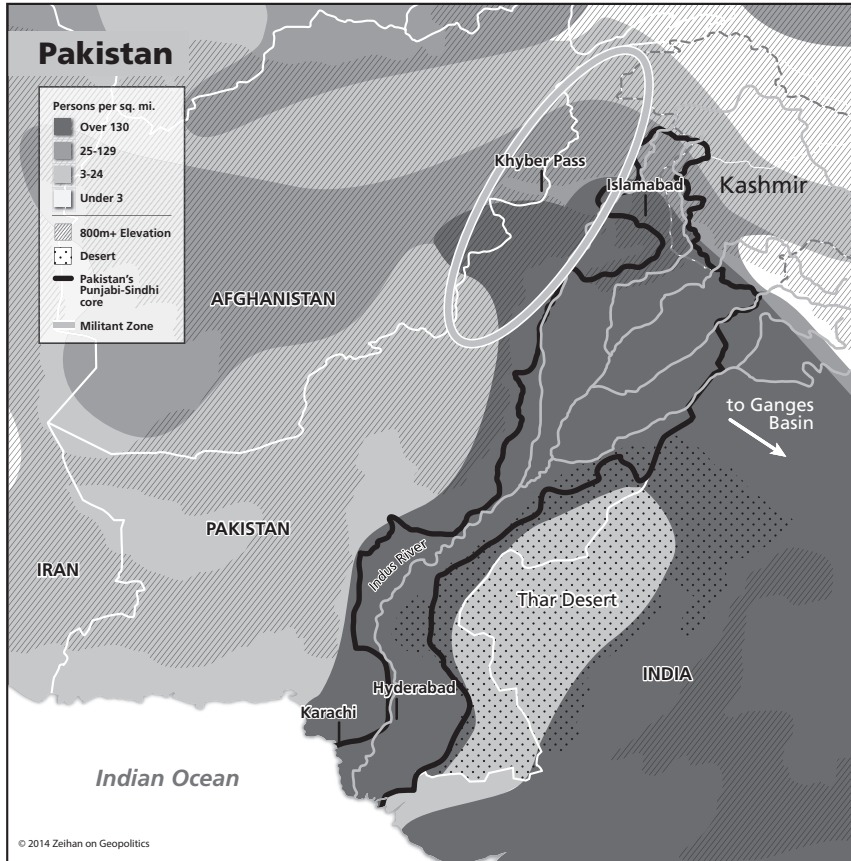 Pakistan
Persons per sq. mi.
Over 130
25-129
3-24
Under 3
800m+ Elevation
Desert
Pakistan's
Punjabi-Sindhi
core
Militant Zone
Khyber Pass
Islamabad
Kashmir
AFGHANISTAN
to Ganges
Basin
PAKISTAN
IRAN
Indus River
Thar Desert
INDIA
Hyderabad
Karachi
Indian Ocean
© 2014 Zeihan on Geopolitics